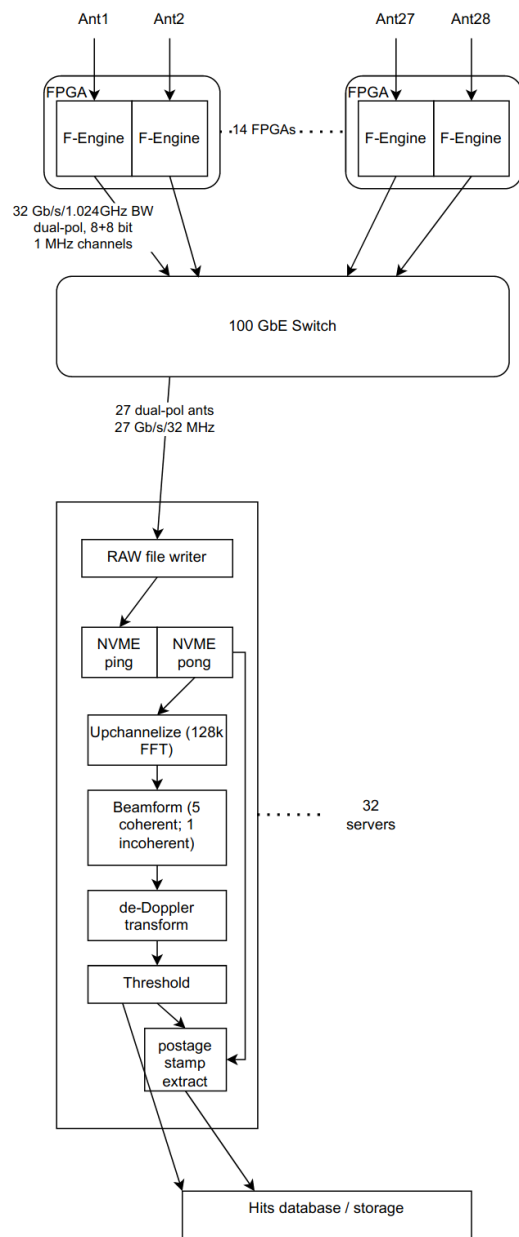 Ant1 Ant2 Ant27 Ant28
FPGA FPGA
F-Engine F-Engine 14 FPGAs F-Engine F-Engine
32 Gb/s/1.024GHz BW
dual-pol, 8+8 bit
1 MHz channels
100 GbE Switch
27 dual-pol ants
27 Gb/s/32 MHz
RAW file writer
NVME NVME
ping pong
Upchannelize (128k
FFT)
Beamform (5
coherent; 1
incoherent)
32
servers
de-Doppler
transform
Threshold
postage
stamp
extract
Hits database / storage